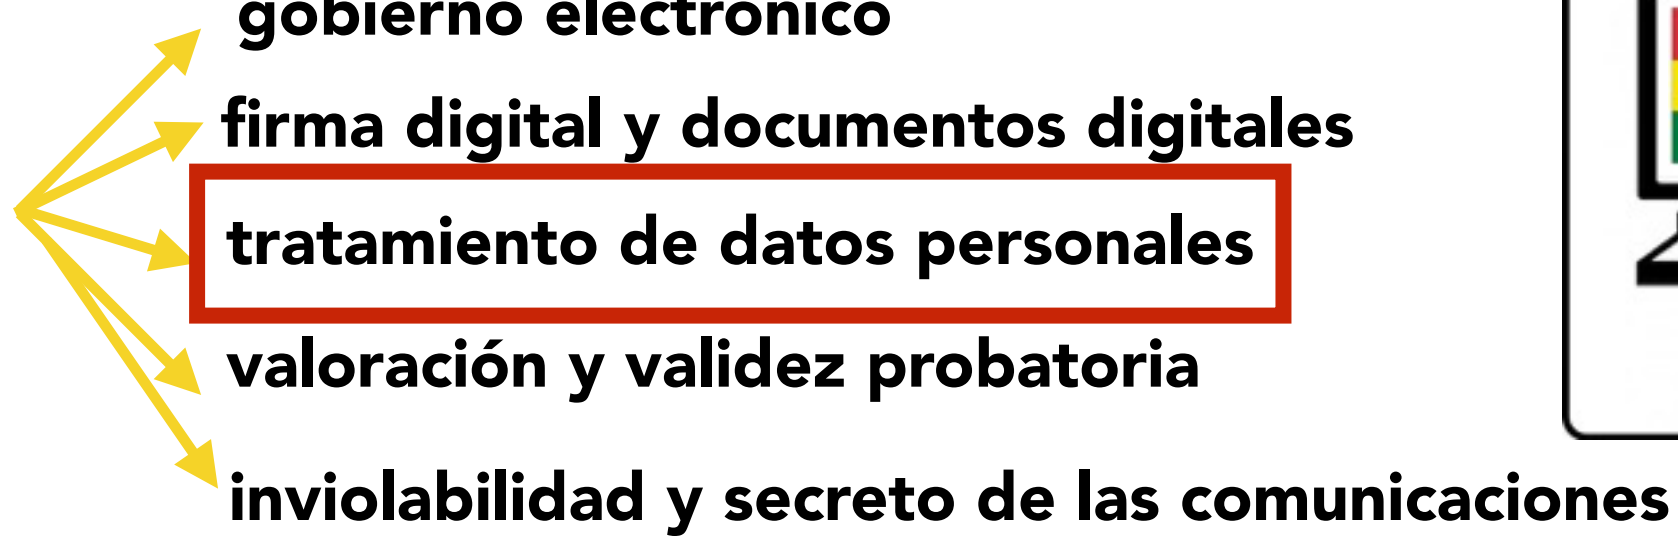 gobierno electrónico
firma digital y documentos digitales
tratamiento de datos personales
valoración y validez probatoria
inviolabilidad y secreto de las comunicaciones